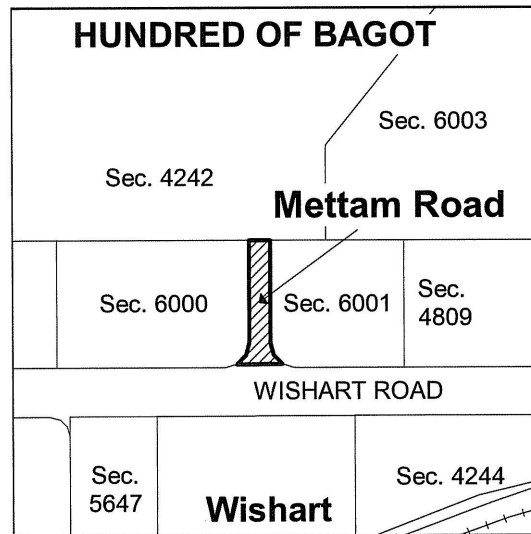 HUNDRED OF BAGOT
Sec. 6003
Sec. 4242
Mettam Road
Sec. 6000
Sec. 6001
Sec.
4809
WISHART ROAD
Sec.
5647
Wishart
Sec. 4244